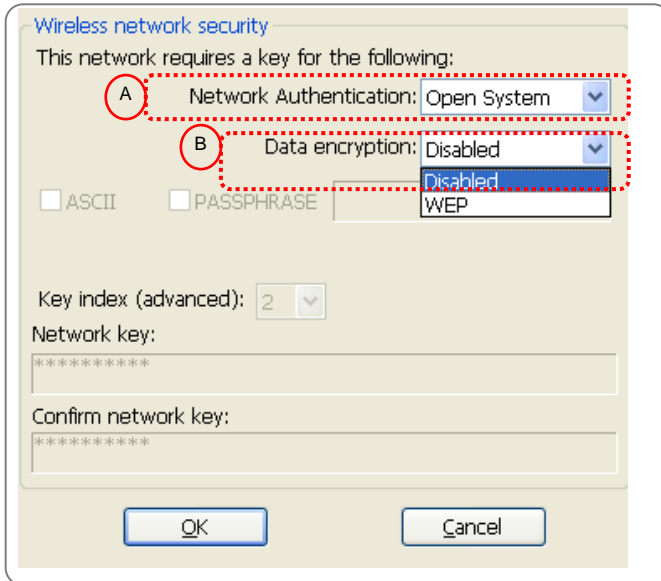 Wireless network security
This network requires a key for the following:
A Network Authentication: Open System
B Data encryption: Disabled
Disabled
ASCII PASSPHRASE WEP
Key index (advanced): 2
Network key:
**********
Confirm network key:
**********
OK Cancel